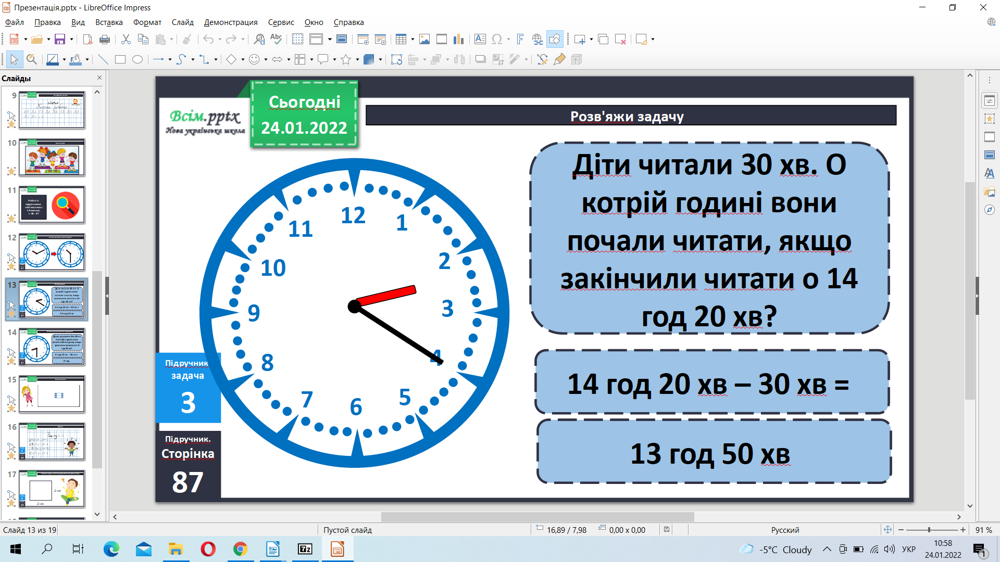 Презентація.pptx - LibreOffice Impress
Файл Правка Вид Вставка Формат Слайд Демонстрация Сервис Окно Справка
Слайды
9
10
11
12
13
14
15
16
17
Всім.pptx
Нова українська школа
Сьогодні
24.01.2022
Розв'яжи задачу
12
1
2
3
4
5
6
7
8
9
10
11
Діти читали 30 хв. О
котрій годині вони
почали читати, якщо
закінчили читати о 14
год 20 хв?
14 год 20 хв – 30 хв =
13 год 50 хв
Підручник.
задача
3
Підручник.
Сторінка
87
Слайд 13 из 19
Пустой слайд
16,89 / 7,98
0,00 x 0,00
Русский
91 %
-5°C Cloudy
УКР
10:58
24.01.2022
1